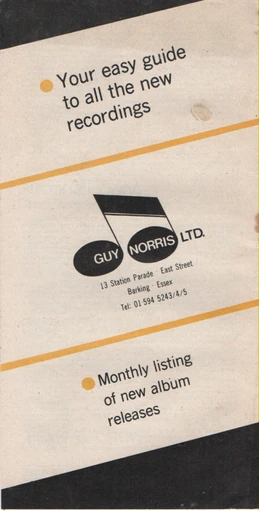 Your easy guide
to all the new
recordings
GUY NORRIS LTD.
13 Station Parade East Street
Barking Essex
Tel: 01 594 5243/4/5
Monthly listing
of new album
releases